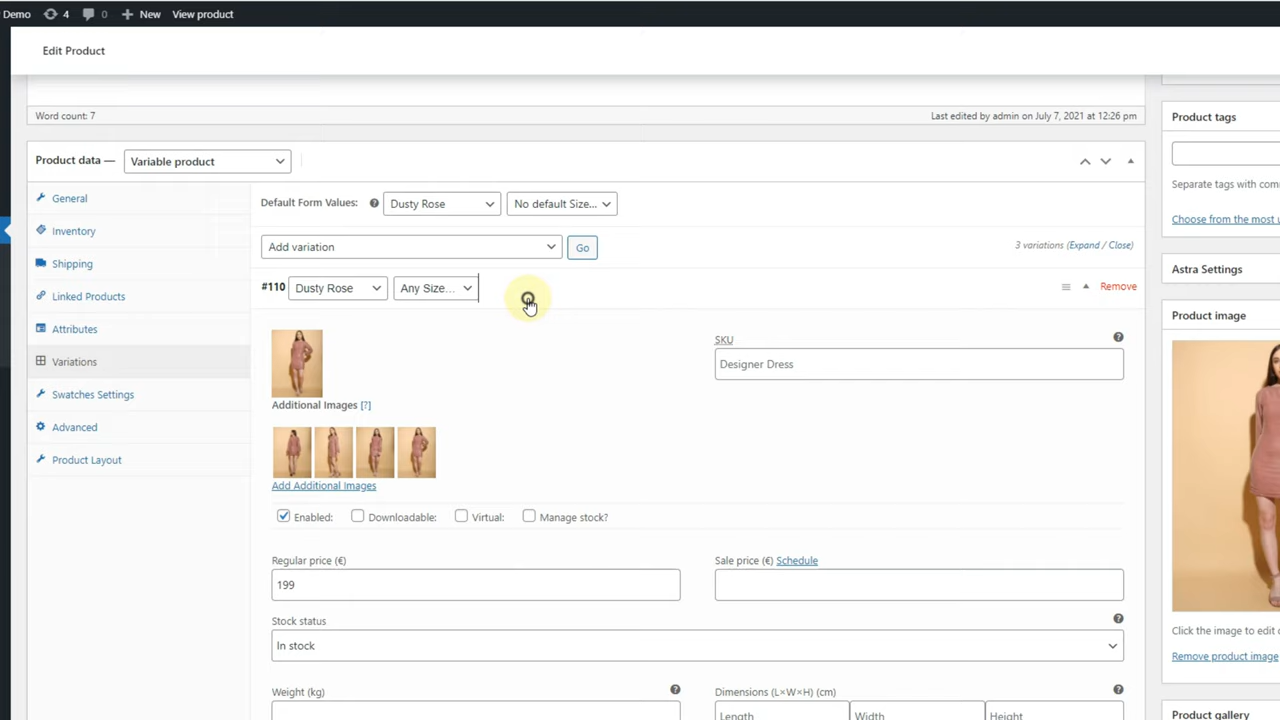 Demo 4 0 New View product
Edit Product
Word count: 7 Last edited by admin on July 7, 2021 at 12:26 pm
Product data — Variable product
General
Inventory
Shipping
Linked Products
Attributes
Variations
Swatches Settings
Advanced
Product Layout
Default Form Values: ? Dusty Rose No default Size...
Add variation Go 3 variations (Expand / Close)
#110 Dusty Rose Any Size... Remove
SKU ?
Designer Dress
Additional Images [?]
Add Additional Images
Enabled: Downloadable: Virtual: Manage stock?
Regular price (€) Sale price (€) Schedule
199
Stock status ?
In stock
Weight (kg) ? Dimensions (L×W×H) (cm) ?
Length Width Height
Product tags
Separate tags with com
Choose from the most u
Astra Settings
Product image
Click the image to edit o
Remove product image
Product gallery